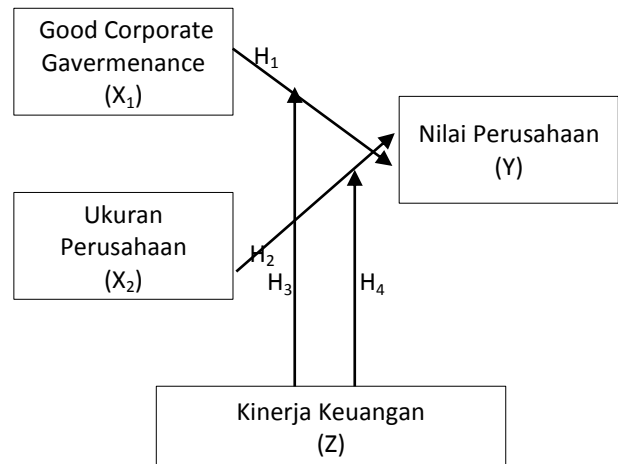 Good Corporate
Gavermenance
(X₁)
H₁
Nilai Perusahaan
(Y)
Ukuran
Perusahaan
(X₂)
H₂
H₃
H₄
Kinerja Keuangan
(Z)